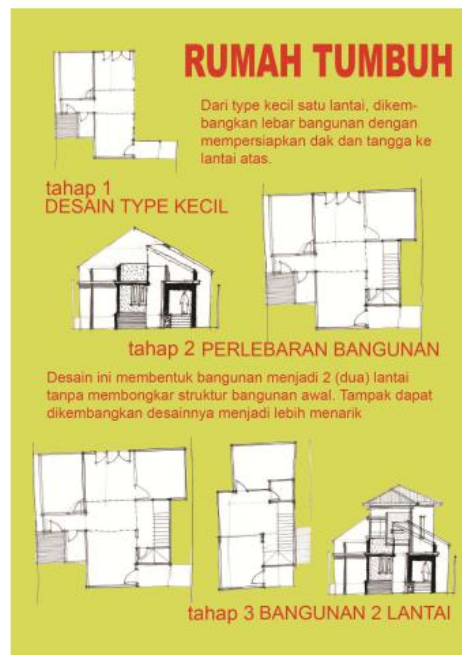 RUMAH TUMBUH
Dari type kecil satu lantai, dikem-
bangkan lebar bangunan dengan
mempersiapkan dak dan tangga ke
lantai atas.
tahap 1
DESAIN TYPE KECIL
tahap 2 PERLEBARAN BANGUNAN
Desain ini membentuk bangunan menjadi 2 (dua) lantai
tanpa membongkar struktur bangunan awal. Tampak dapat
dikembangkan desainnya menjadi lebih menarik
tahap 3 BANGUNAN 2 LANTAI